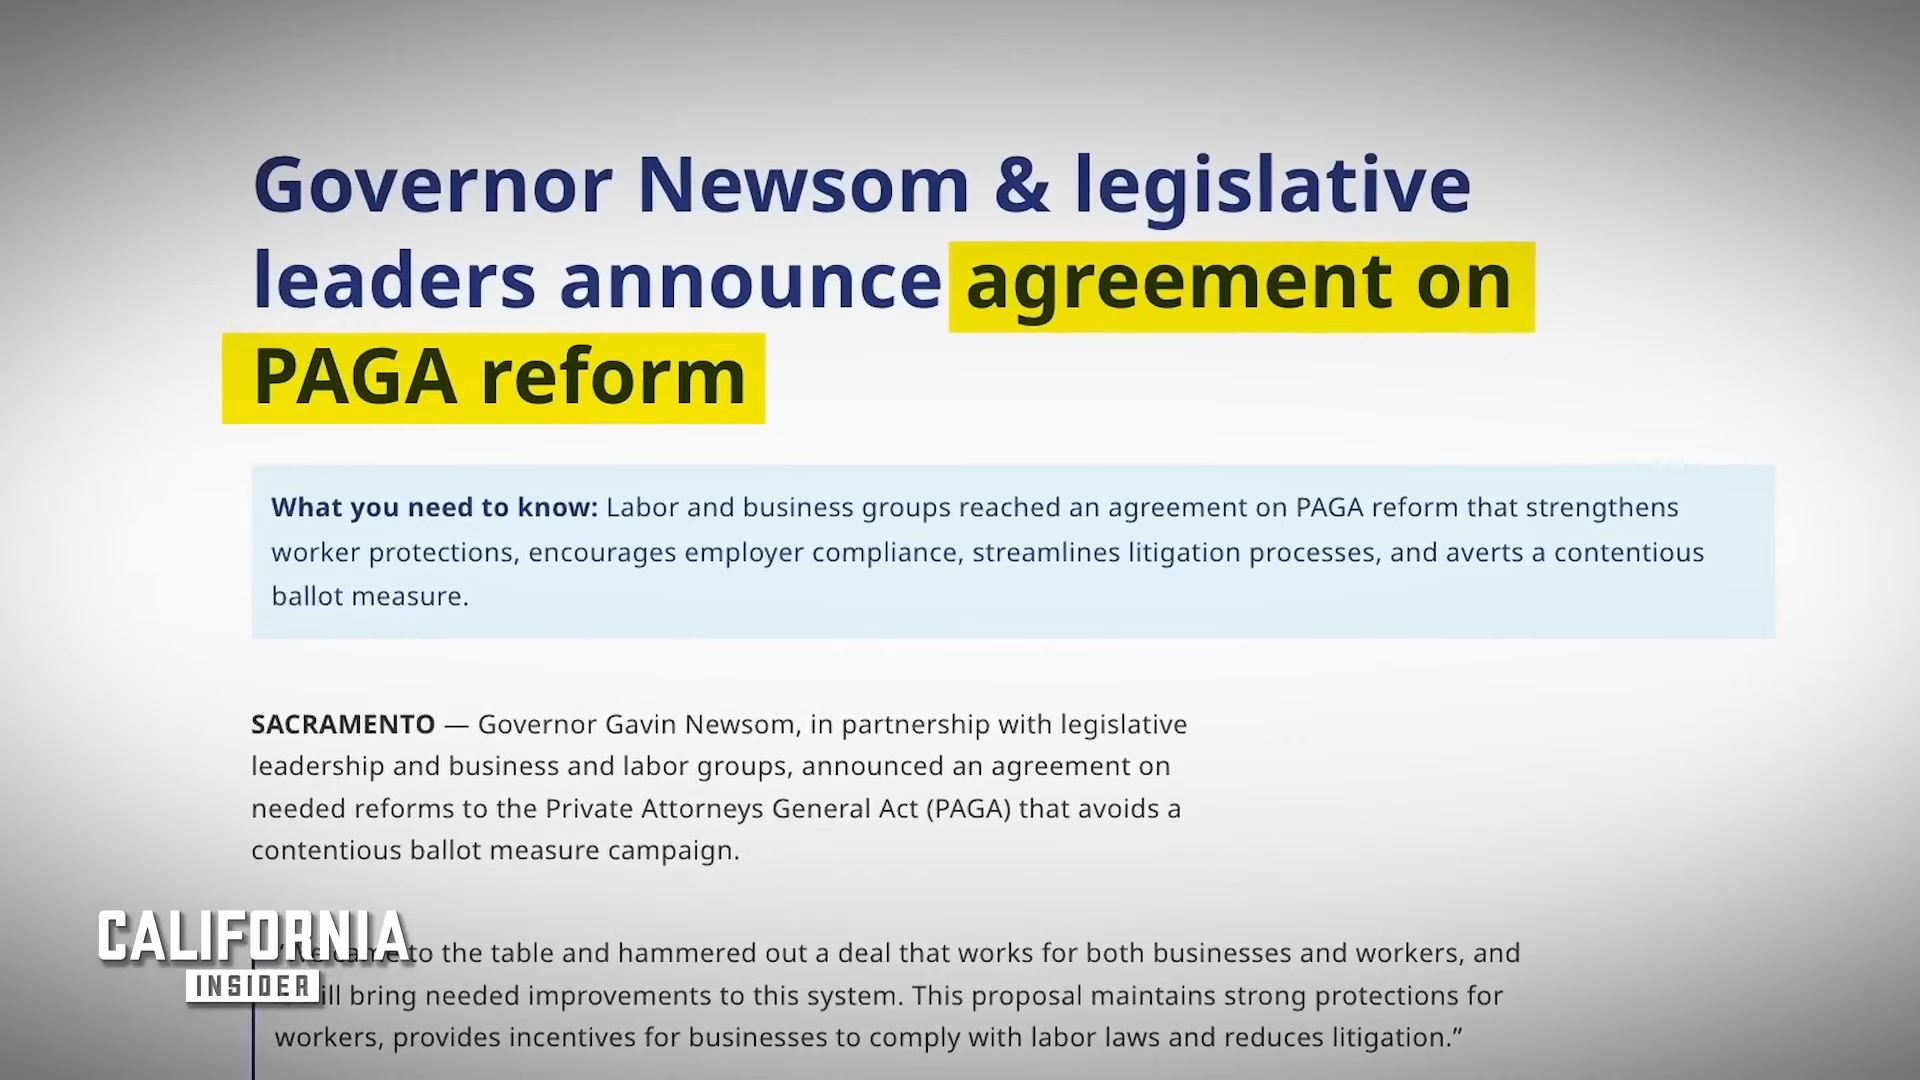 Governor Newsom & legislative
leaders announce agreement on
PAGA reform
What you need to know: Labor and business groups reached an agreement on PAGA reform that strengthens
worker protections, encourages employer compliance, streamlines litigation processes, and averts a contentious
ballot measure.
SACRAMENTO — Governor Gavin Newsom, in partnership with legislative
leadership and business and labor groups, announced an agreement on
needed reforms to the Private Attorneys General Act (PAGA) that avoids a
contentious ballot measure campaign.
to the table and hammered out a deal that works for both businesses and workers, and
bring needed improvements to this system. This proposal maintains strong protections for
workers, provides incentives for businesses to comply with labor laws and reduces litigation.”
CALIFORNIA
INSIDER